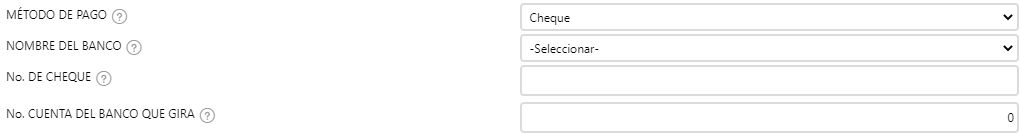 MÉTODO DE PAGO ? Cheque
NOMBRE DEL BANCO ? -Seleccionar-
No. DE CHEQUE ?
No. CUENTA DEL BANCO QUE GIRA ? 0